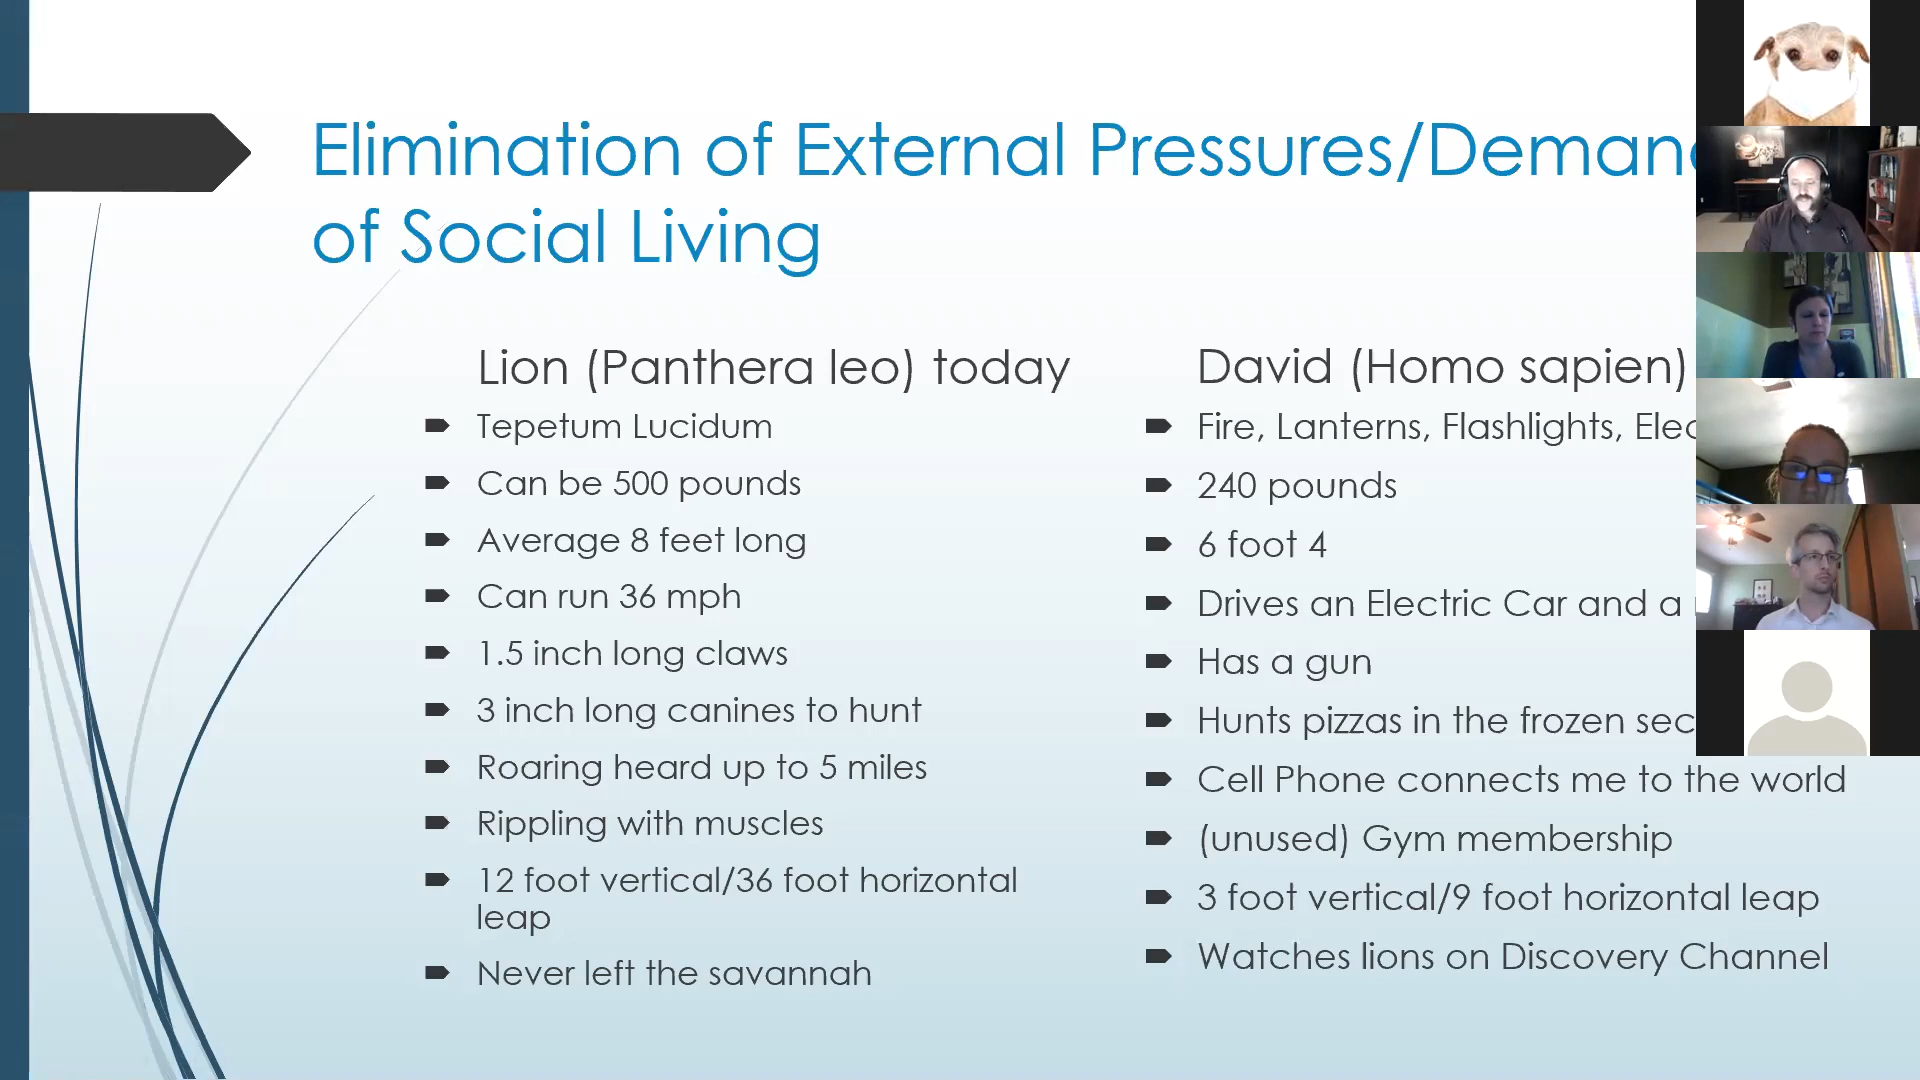 Elimination of External Pressures/Deman
of Social Living
Lion (Panthera leo) today
Tepetum Lucidum
Can be 500 pounds
Average 8 feet long
Can run 36 mph
1.5 inch long claws
3 inch long canines to hunt
Roaring heard up to 5 miles
Rippling with muscles
12 foot vertical/36 foot horizontal
leap
Never left the savannah
David (Homo sapien)
Fire, Lanterns, Flashlights,
240 pounds
6 foot 4
Drives an Electric Car and a
Has a gun
Hunts pizzas in the frozen
Cell Phone connects me to the world
(unused) Gym membership
3 foot vertical/9 foot horizontal leap
Watches lions on Discovery Channel